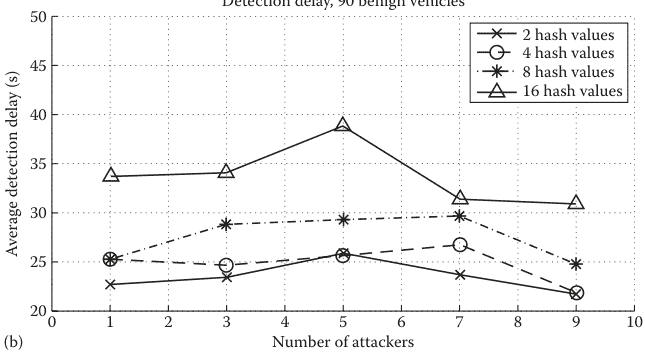 Detection delay, 90 benign vehicles
50
45
40
35
30
25
20
Average detection delay (s)
2 hash values
4 hash values
8 hash values
16 hash values
0 1 2 3 4 5 6 7 8 9 10
(b) Number of attackers